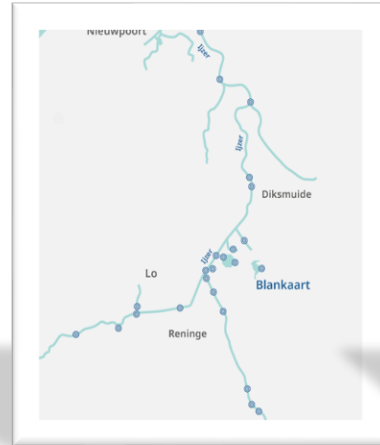 Nieuwpoort
Ijzer
Ijzer
Diksmuide
Ijzer
Lo
Blankaart
Reninge